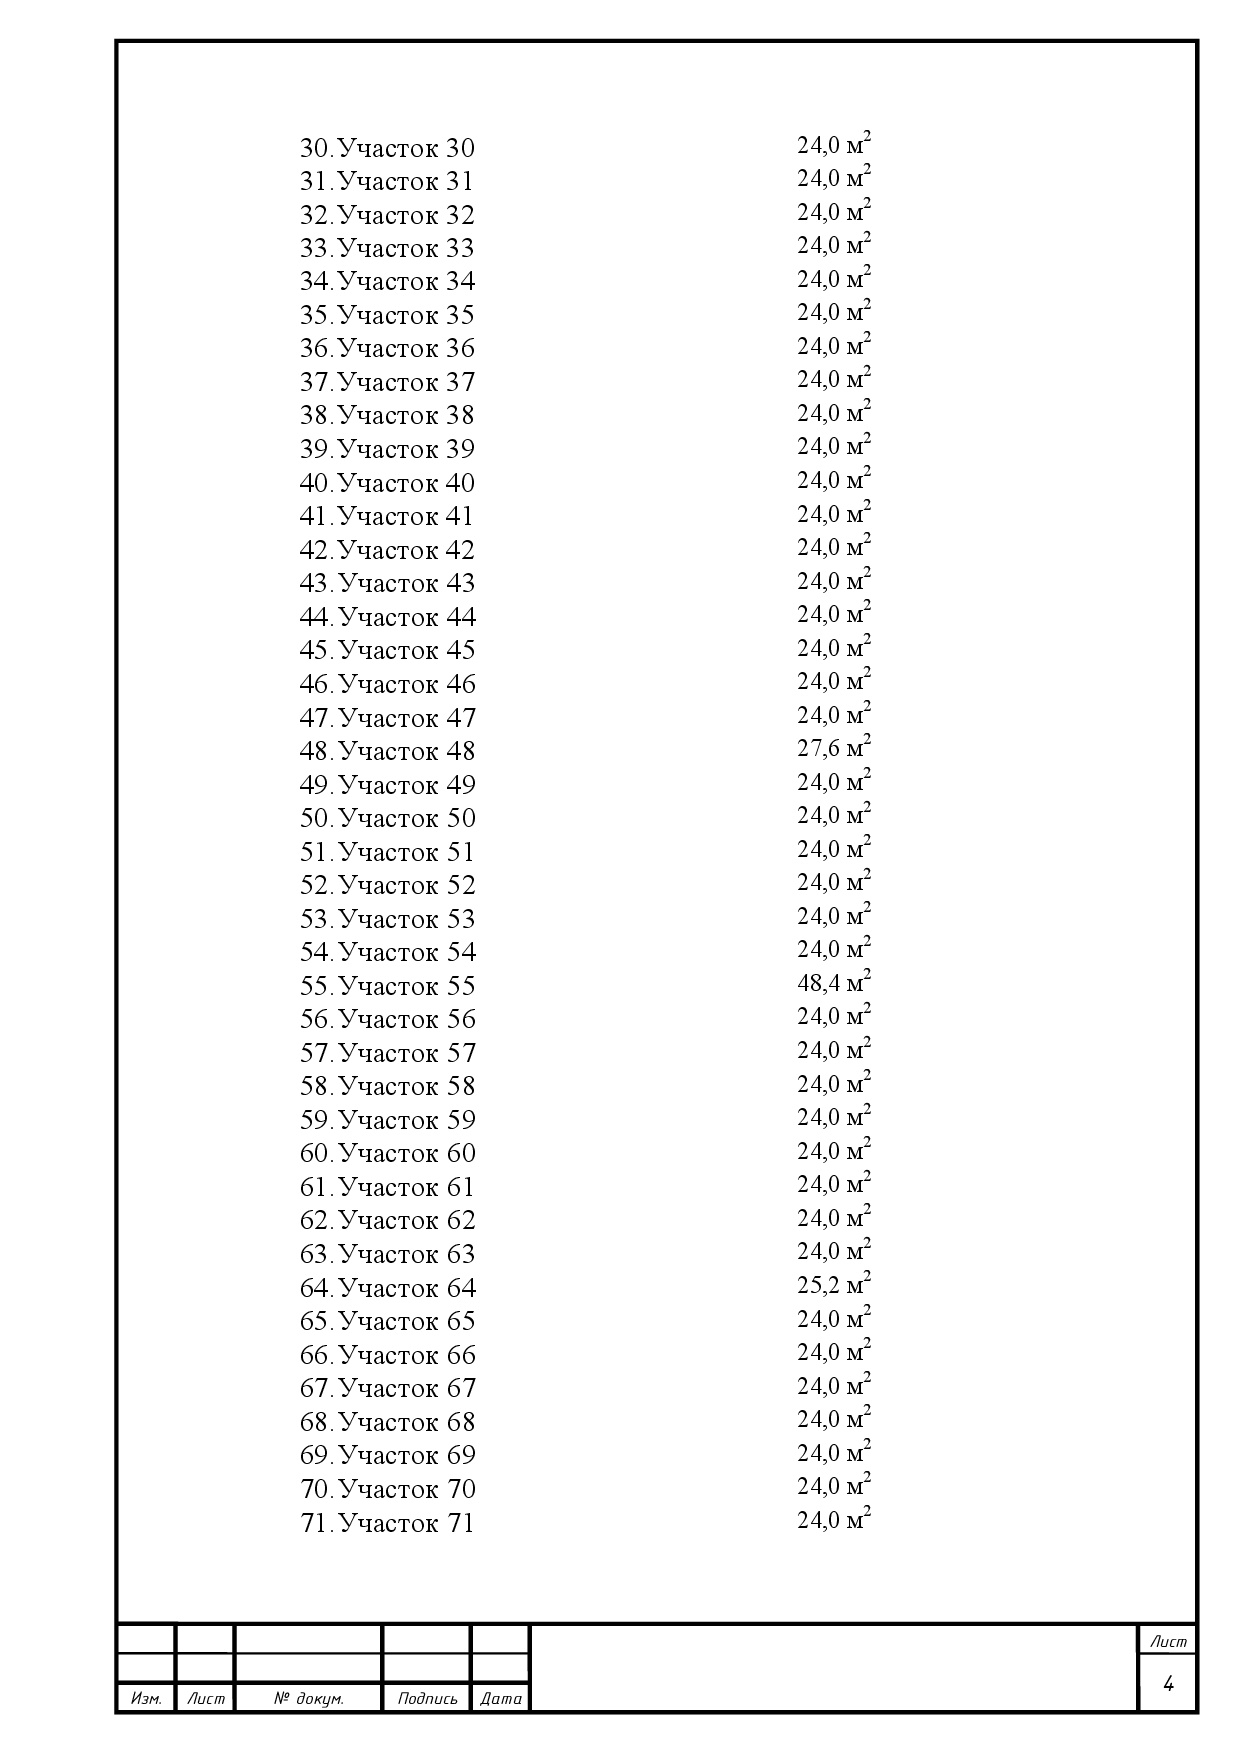 30.Участок 30 24,0 м²
31.Участок 31 24,0 м²
32.Участок 32 24,0 м²
33.Участок 33 24,0 м²
34.Участок 34 24,0 м²
35.Участок 35 24,0 м²
36.Участок 36 24,0 м²
37.Участок 37 24,0 м²
38.Участок 38 24,0 м²
39.Участок 39 24,0 м²
40.Участок 40 24,0 м²
41.Участок 41 24,0 м²
42.Участок 42 24,0 м²
43.Участок 43 24,0 м²
44.Участок 44 24,0 м²
45.Участок 45 24,0 м²
46.Участок 46 24,0 м²
47.Участок 47 24,0 м²
48.Участок 48 27,6 м²
49.Участок 49 24,0 м²
50.Участок 50 24,0 м²
51.Участок 51 24,0 м²
52.Участок 52 24,0 м²
53.Участок 53 24,0 м²
54.Участок 54 24,0 м²
55.Участок 55 48,4 м²
56.Участок 56 24,0 м²
57.Участок 57 24,0 м²
58.Участок 58 24,0 м²
59.Участок 59 24,0 м²
60.Участок 60 24,0 м²
61.Участок 61 24,0 м²
62.Участок 62 24,0 м²
63.Участок 63 24,0 м²
64.Участок 64 25,2 м²
65.Участок 65 24,0 м²
66.Участок 66 24,0 м²
67.Участок 67 24,0 м²
68.Участок 68 24,0 м²
69.Участок 69 24,0 м²
70.Участок 70 24,0 м²
71.Участок 71 24,0 м²
Лист
4
Изм. Лист № докум. Подпись Дата